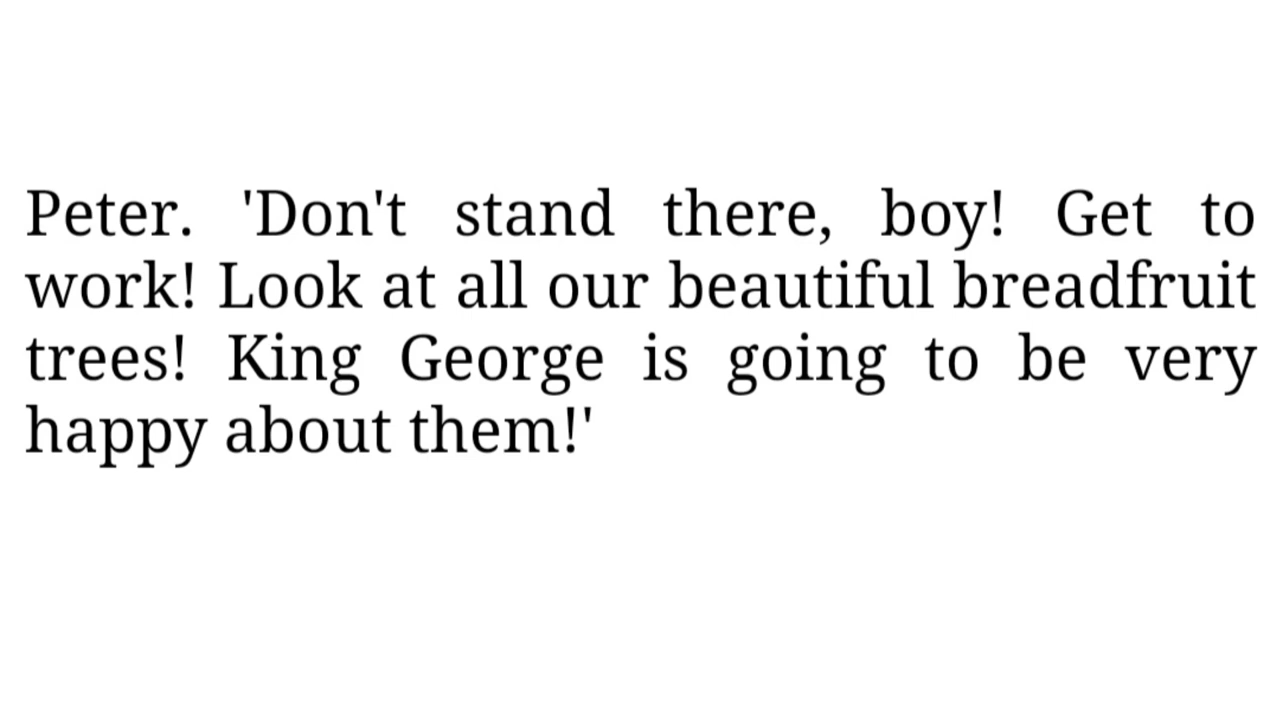 Peter. 'Don't stand there, boy! Get to
work! Look at all our beautiful breadfruit
trees! King George is going to be very
happy about them!'